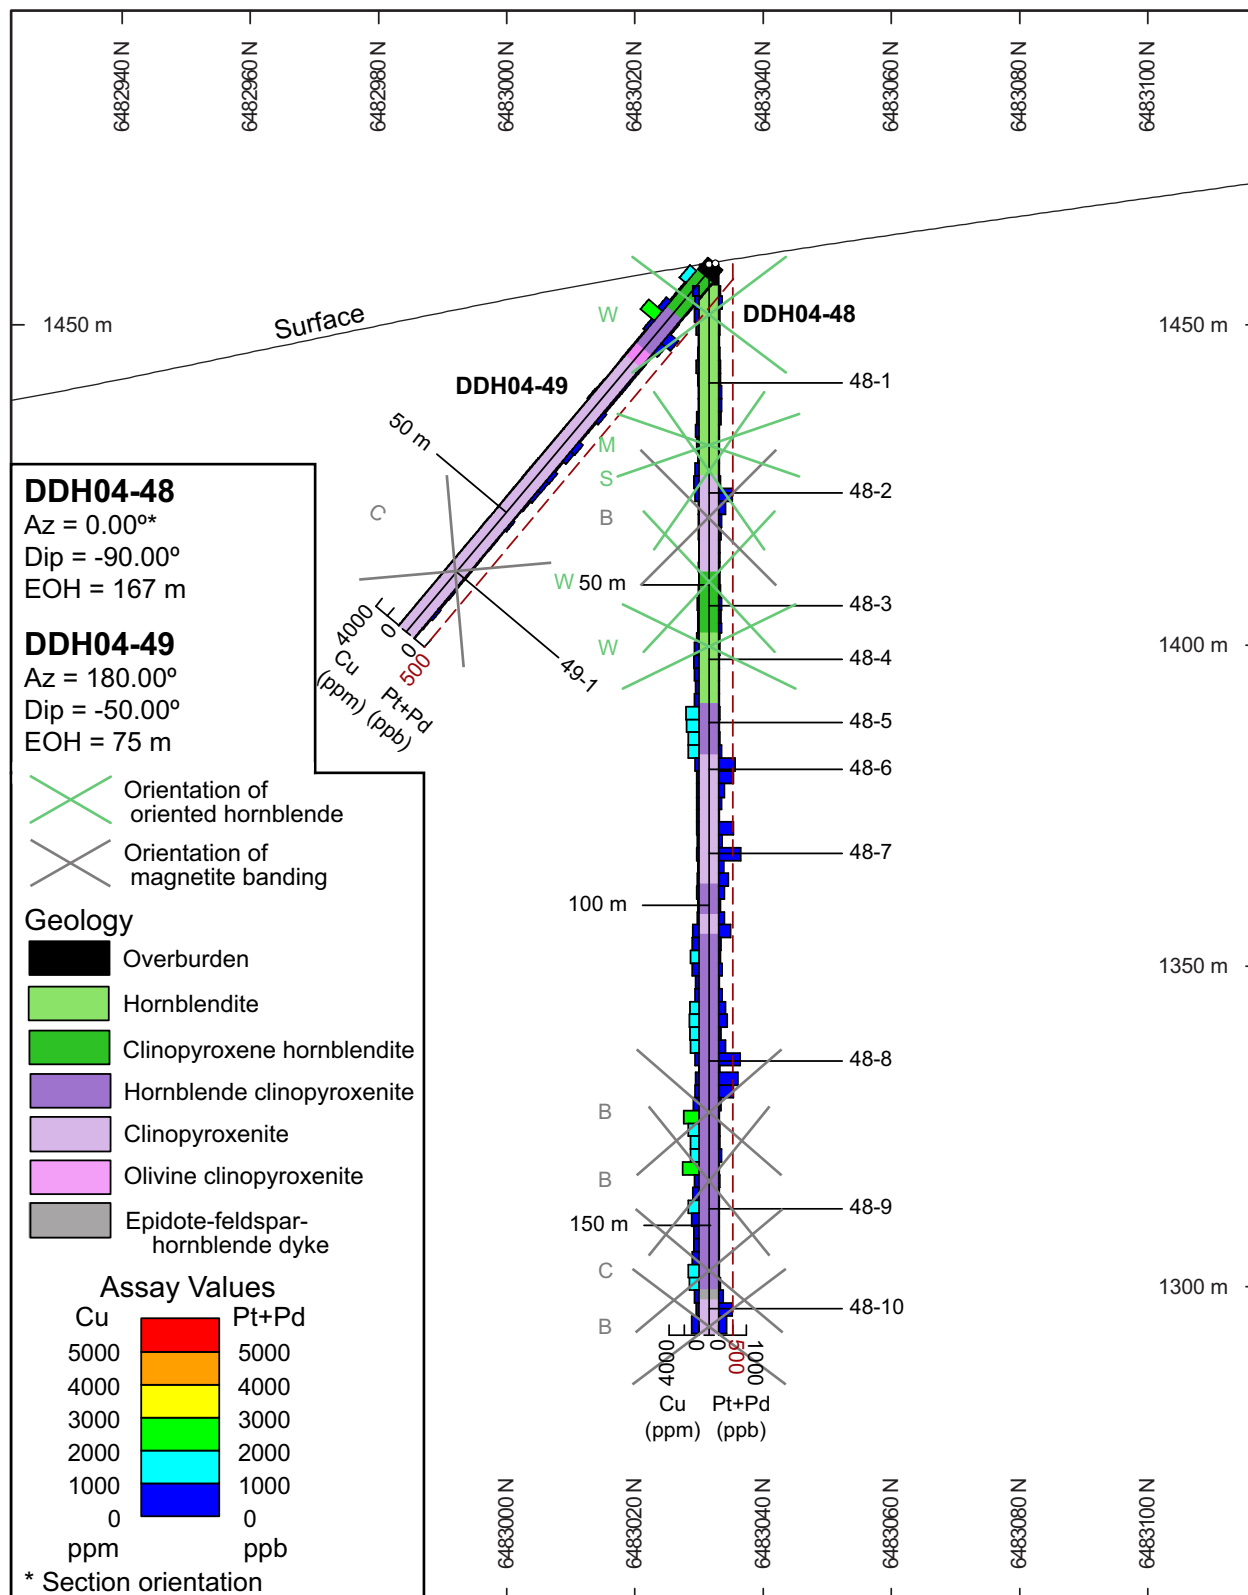 6482940 N
6482960 N
6482980 N
6483000 N
6483020 N
6483040 N
6483060 N
6483080 N
6483100 N
1450 m
Surface
W
DDH04-48
1450 m
DDH04-49
48-1
50 m
M
S
48-2
C
B
W 50 m
48-3
4000
0
0
500
Cu
(ppm)
Pt+Pd
(ppb)
49-1
W
48-4
1400 m
48-5
48-6
48-7
100 m
1350 m
48-8
B
B
48-9
150 m
C
1300 m
48-10
B
4000
0
0
500
1000
Cu
(ppm)
Pt+Pd
(ppb)
DDH04-48
Az = 0.00º*
Dip = -90.00º
EOH = 167 m
DDH04-49
Az = 180.00º
Dip = -50.00º
EOH = 75 m
Orientation of
oriented hornblende
Orientation of
magnetite banding
Geology
Overburden
Hornblendite
Clinopyroxene hornblendite
Hornblende clinopyroxenite
Clinopyroxenite
Olivine clinopyroxenite
Epidote-feldspar-
hornblende dyke
Assay Values
Cu Pt+Pd
5000 5000
4000 4000
3000 3000
2000 2000
1000 1000
0 0
ppm ppb
* Section orientation
6483000 N
6483020 N
6483040 N
6483060 N
6483080 N
6483100 N